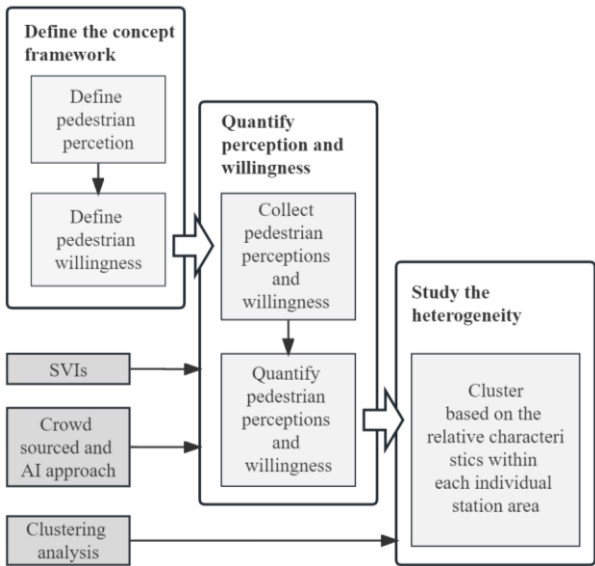 Define the concept
framework
Define
pedestrian
percetion
Define
pedestrian
willingness
Quantify
perception and
willingness
Collect
pedestrian
perceptions
and
willingness
Quantify
pedestrian
perceptions
and
willingness
Study the
heterogeneity
Cluster
based on the
relative characteri
stics within
each individual
station area
SVIs
Crowd
sourced and
AI approach
Clustering
analysis